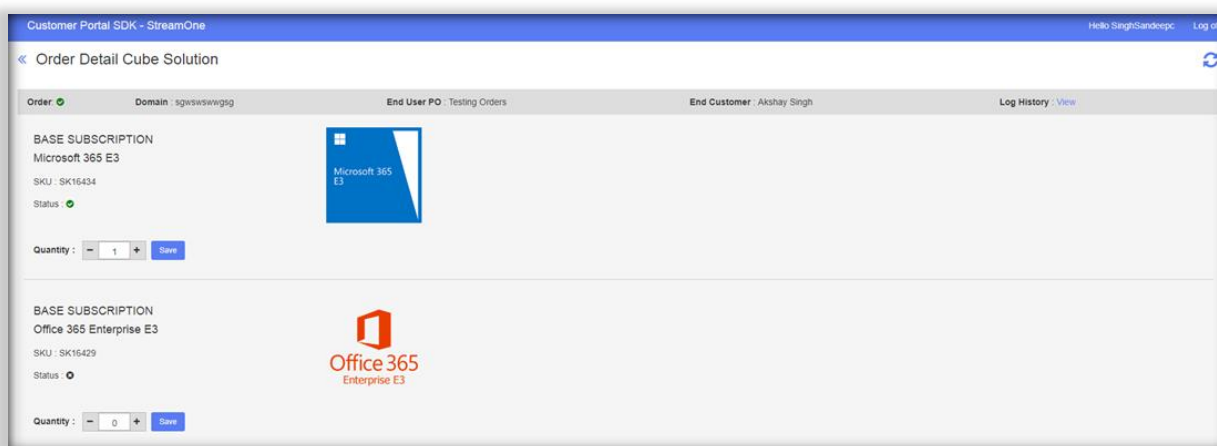 Customer Portal SDK - StreamOne Hello SinghSandeepc Log of
« Order Detail Cube Solution
Order: Domain : sgwswswwgsg End User PO : Testing Orders End Customer : Akshay Singh Log History : View
BASE SUBSCRIPTION
Microsoft 365 E3
SKU : SK16434
Status :
Microsoft 365
E3
Quantity : - 1 + Save
BASE SUBSCRIPTION
Office 365 Enterprise E3
SKU : SK16429
Status :
Office 365
Enterprise E3
Quantity : - 0 + Save